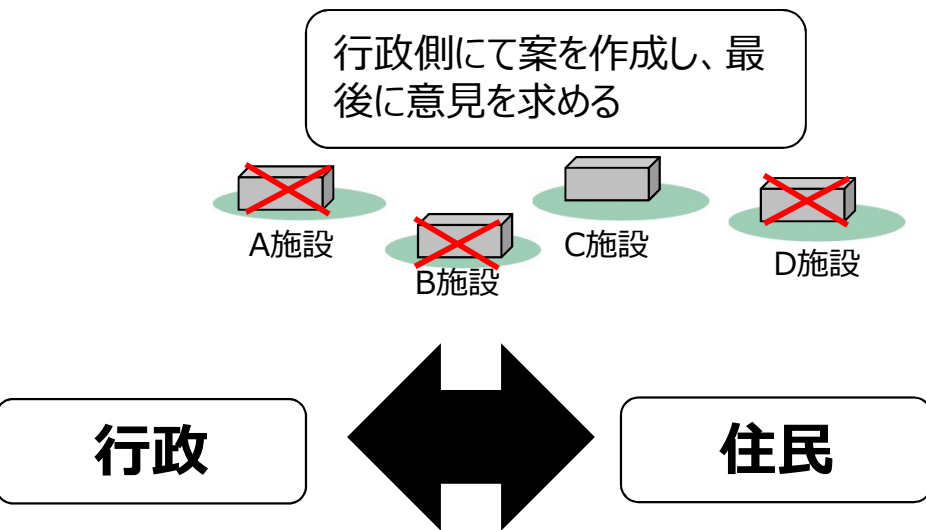 行政側にて案を作成し、最
後に意見を求める
A施設
B施設
C施設
D施設
行政
住民